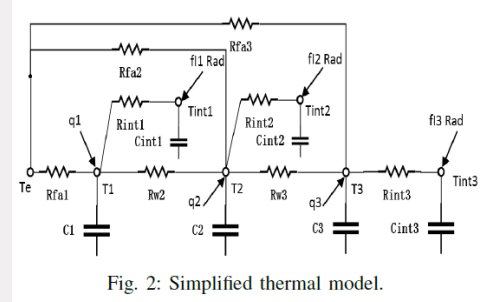 Rfa3
Rfa2
fl1 Rad
fl2 Rad
Tint1
Tint2
q1
Rint1
Rint2
fl3 Rad
Cint1
Cint2
Te
Rfa1
T1
Rw2
T2
Rw3
T3
Rint3
Tint3
q2
q3
C1
C2
C3
Cint3
Fig. 2: Simplified thermal model.